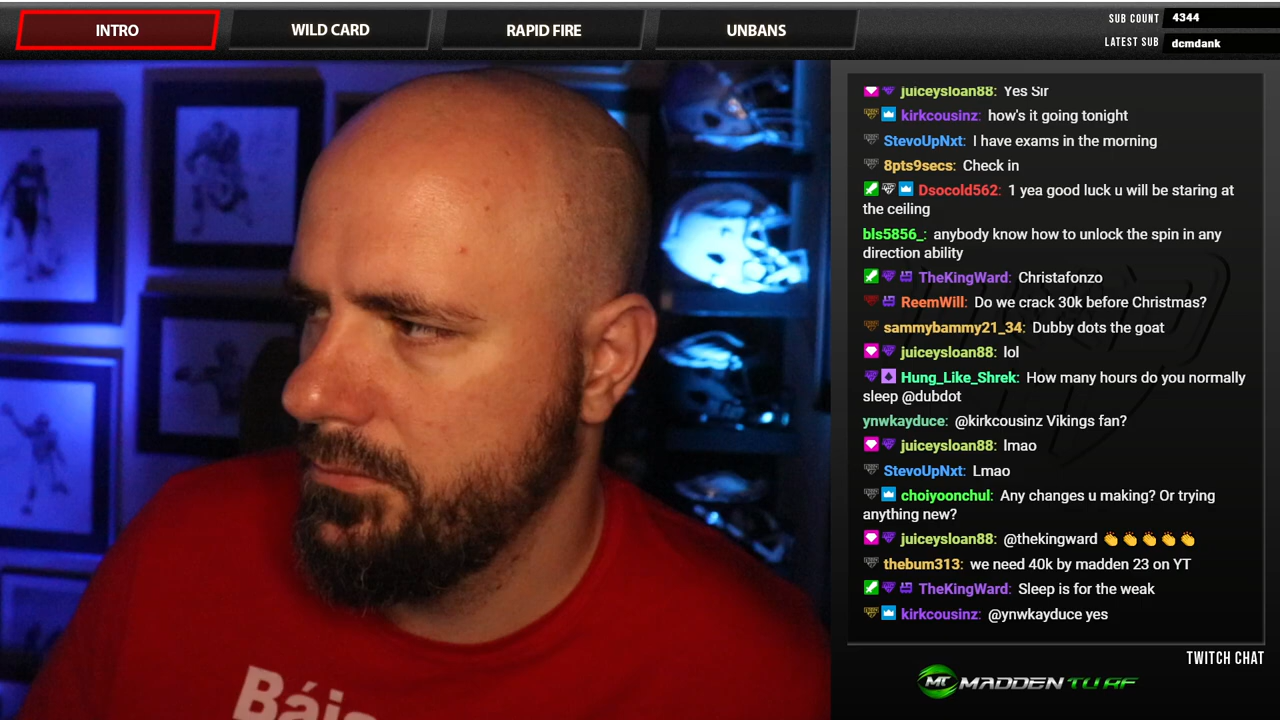 INTRO
WILD CARD
RAPID FIRE
UNBANS
SUB COUNT 4344
LATEST SUB dcmdank
juiceysloan88: Yes Sir
kirkcousinz: how's it going tonight
StevoUpNxt: I have exams in the morning
8pts9secs: Check in
Dsocold562: 1 yea good luck u will be staring at
the ceiling
bls5856_: anybody know how to unlock the spin in any
direction ability
TheKingWard: Christafonzo
ReemWill: Do we crack 30k before Christmas?
sammybammy21_34: Dubby dots the goat
juiceysloan88: lol
Hung_Like_Shrek: How many hours do you normally
sleep @dubdot
ynwkayduce: @kirkcousinz Vikings fan?
juiceysloan88: lmao
StevoUpNxt: Lmao
choiyoonchul: Any changes u making? Or trying
anything new?
juiceysloan88: @thekingward 👏 👏 👏 👏 👏
thebum313: we need 40k by madden 23 on YT
TheKingWard: Sleep is for the weak
kirkcousinz: @ynwkayduce yes
TWITCH CHAT
MT MADDEN TURF